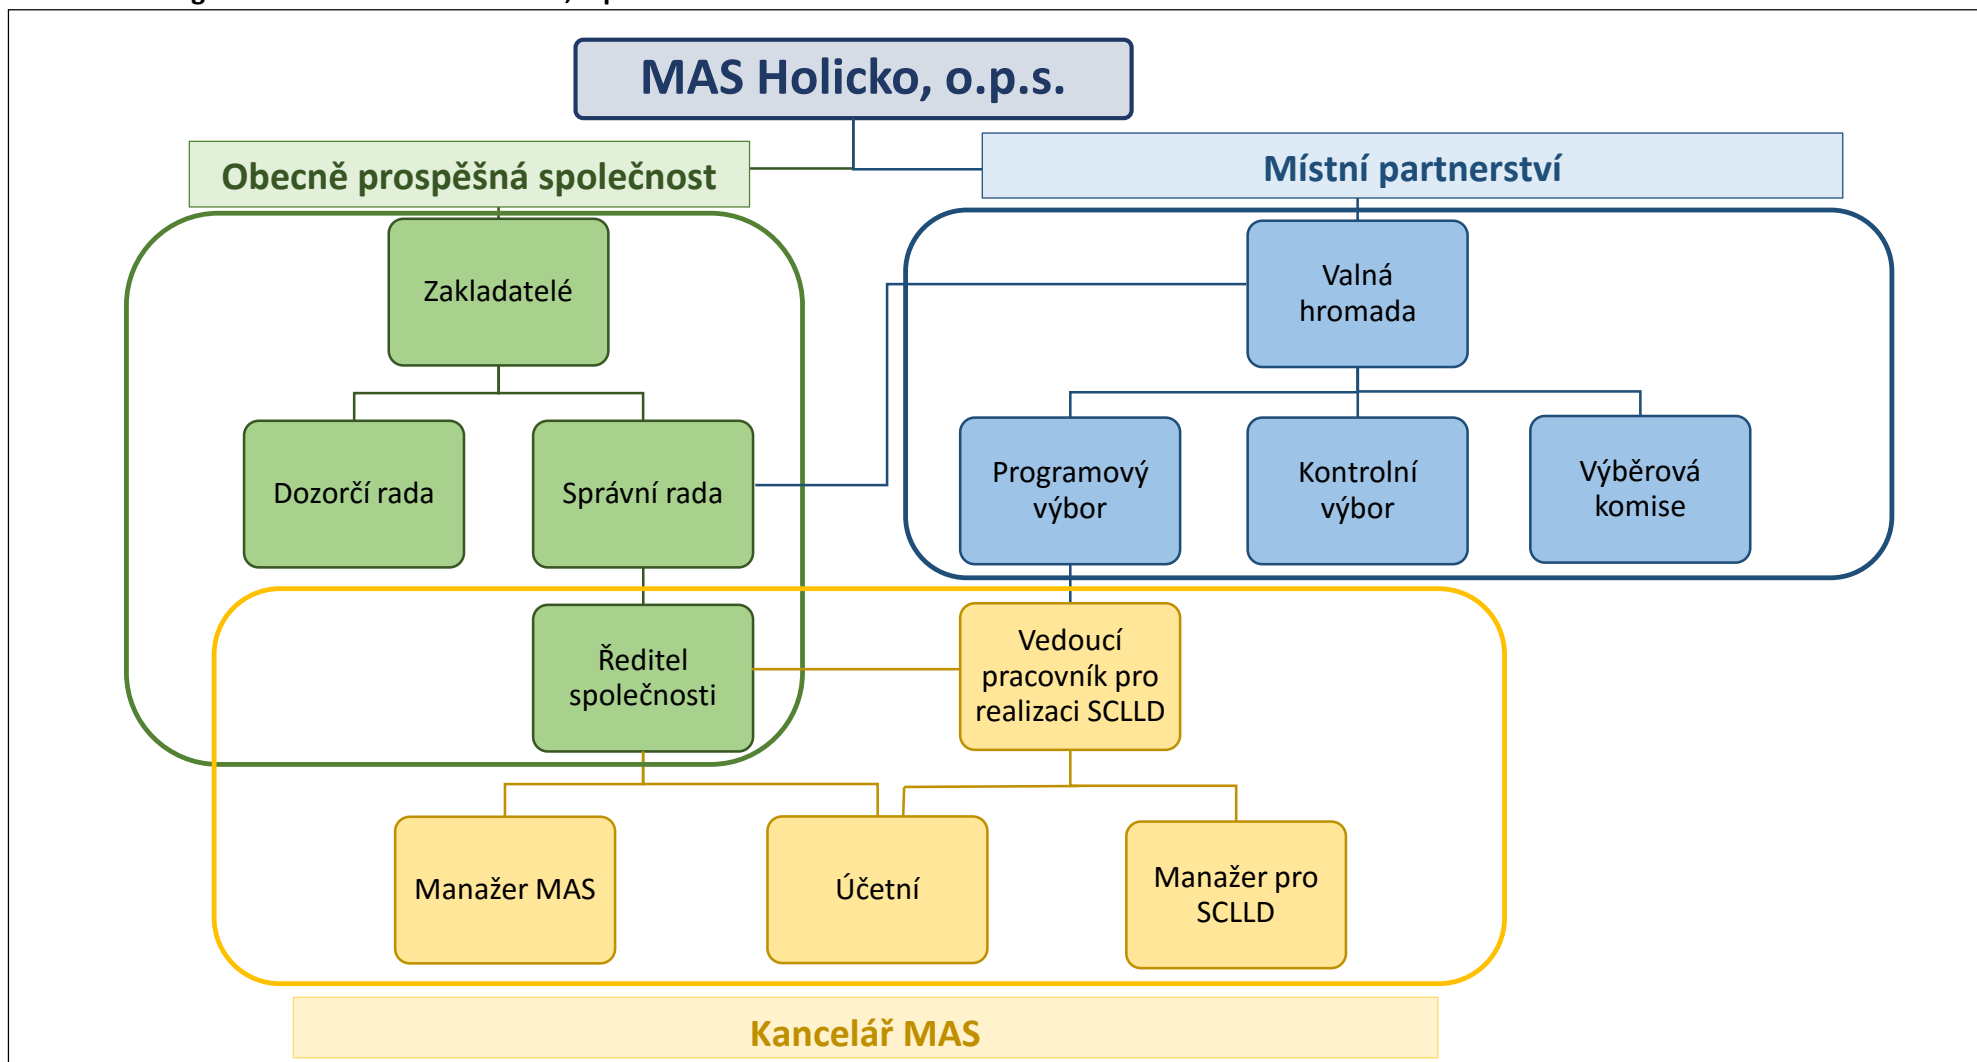 MAS Holicko, o.p.s.
Obecně prospěšná společnost
Místní partnerství
Zakladatelé
Valná
hromada
Dozorčí rada
Správní rada
Programový
výbor
Kontrolní
výbor
Výběrová
komise
Ředitel
společnosti
Vedoucí
pracovník pro
realizaci SCLLD
Manažer MAS
Účetní
Manažer pro
SCLLD
Kancelář MAS